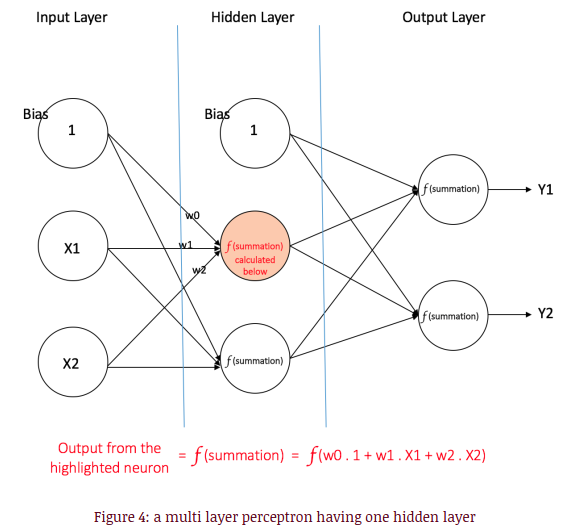 Input Layer
Hidden Layer
Output Layer
Bias
1
Bias
1
f(summation)
Y1
w0
X1
w1
f(summation)
calculated
below
w2
f(summation)
Y2
X2
f(summation)
Output from the
highlighted neuron
= f(summation) = f(w0 . 1 + w1 . X1 + w2 . X2)
Figure 4: a multi layer perceptron having one hidden layer